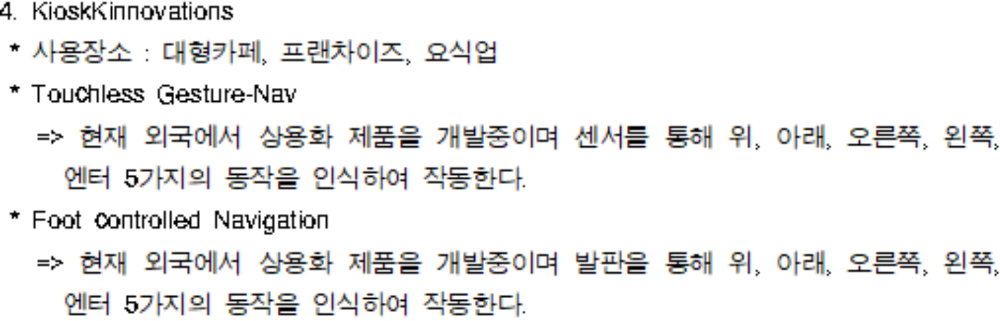 4. KioskKinnovations
* 사용장소 : 대형카페, 프랜차이즈, 요식업
* Touchless Gesture-Nav
=> 현재 외국에서 상용화 제품을 개발중이며 센서를 통해 위, 아래, 오른쪽, 왼쪽,
엔터 5가지의 동작을 인식하여 작동한다.
* Foot controlled Navigation
=> 현재 외국에서 상용화 제품을 개발중이며 발판을 통해 위, 아래, 오른쪽, 왼쪽,
엔터 5가지의 동작을 인식하여 작동한다.